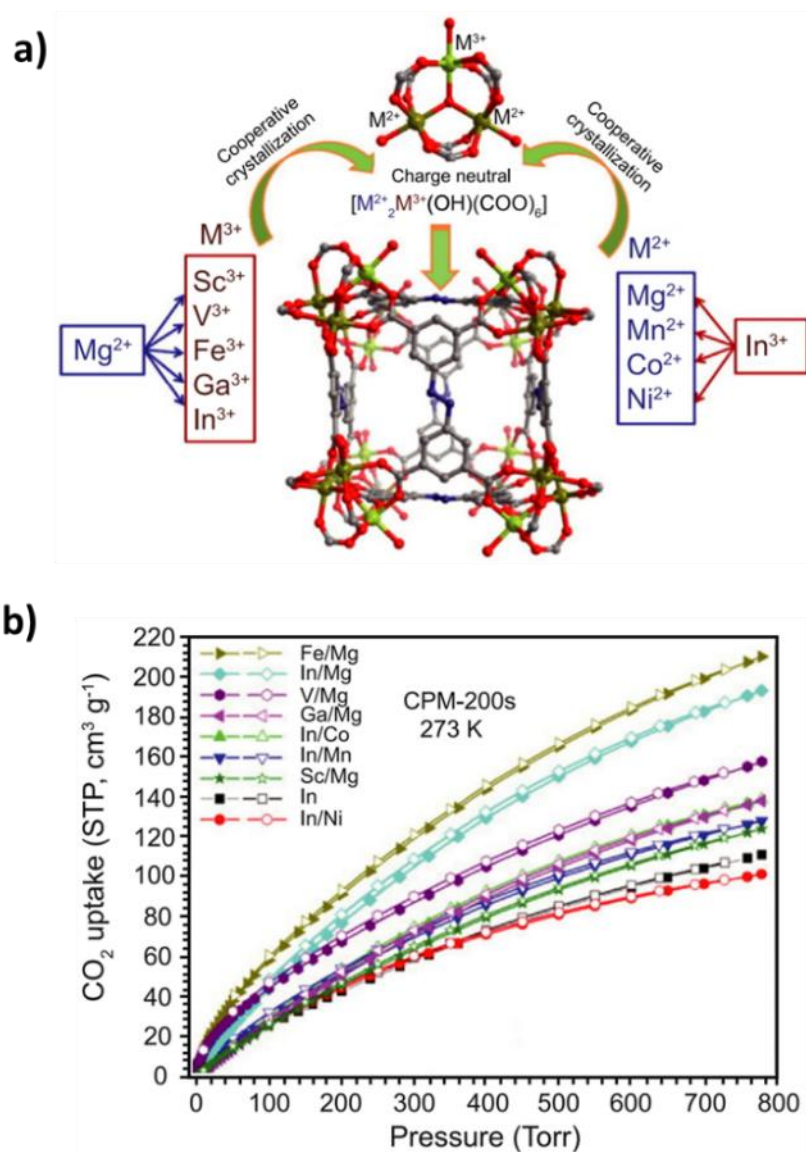 a)
M³⁺
M²⁺ M²⁺
Cooperative
crystallization
Cooperative
crystallization
Charge neutral
[M²⁺₂M³⁺(OH)(COO)₆]
M³⁺
Sc³⁺
V³⁺
Fe³⁺
Ga³⁺
In³⁺
Mg²⁺
M²⁺
Mg²⁺
Mn²⁺
Co²⁺
Ni²⁺
In³⁺
b)
220
200
180
160
140
120
100
80
60
40
20
0
CO₂ uptake (STP, cm³ g⁻¹)
Fe/Mg
In/Mg
V/Mg
Ga/Mg
In/Co
In/Mn
Sc/Mg
In
In/Ni
CPM-200s
273 K
0 100 200 300 400 500 600 700 800
Pressure (Torr)